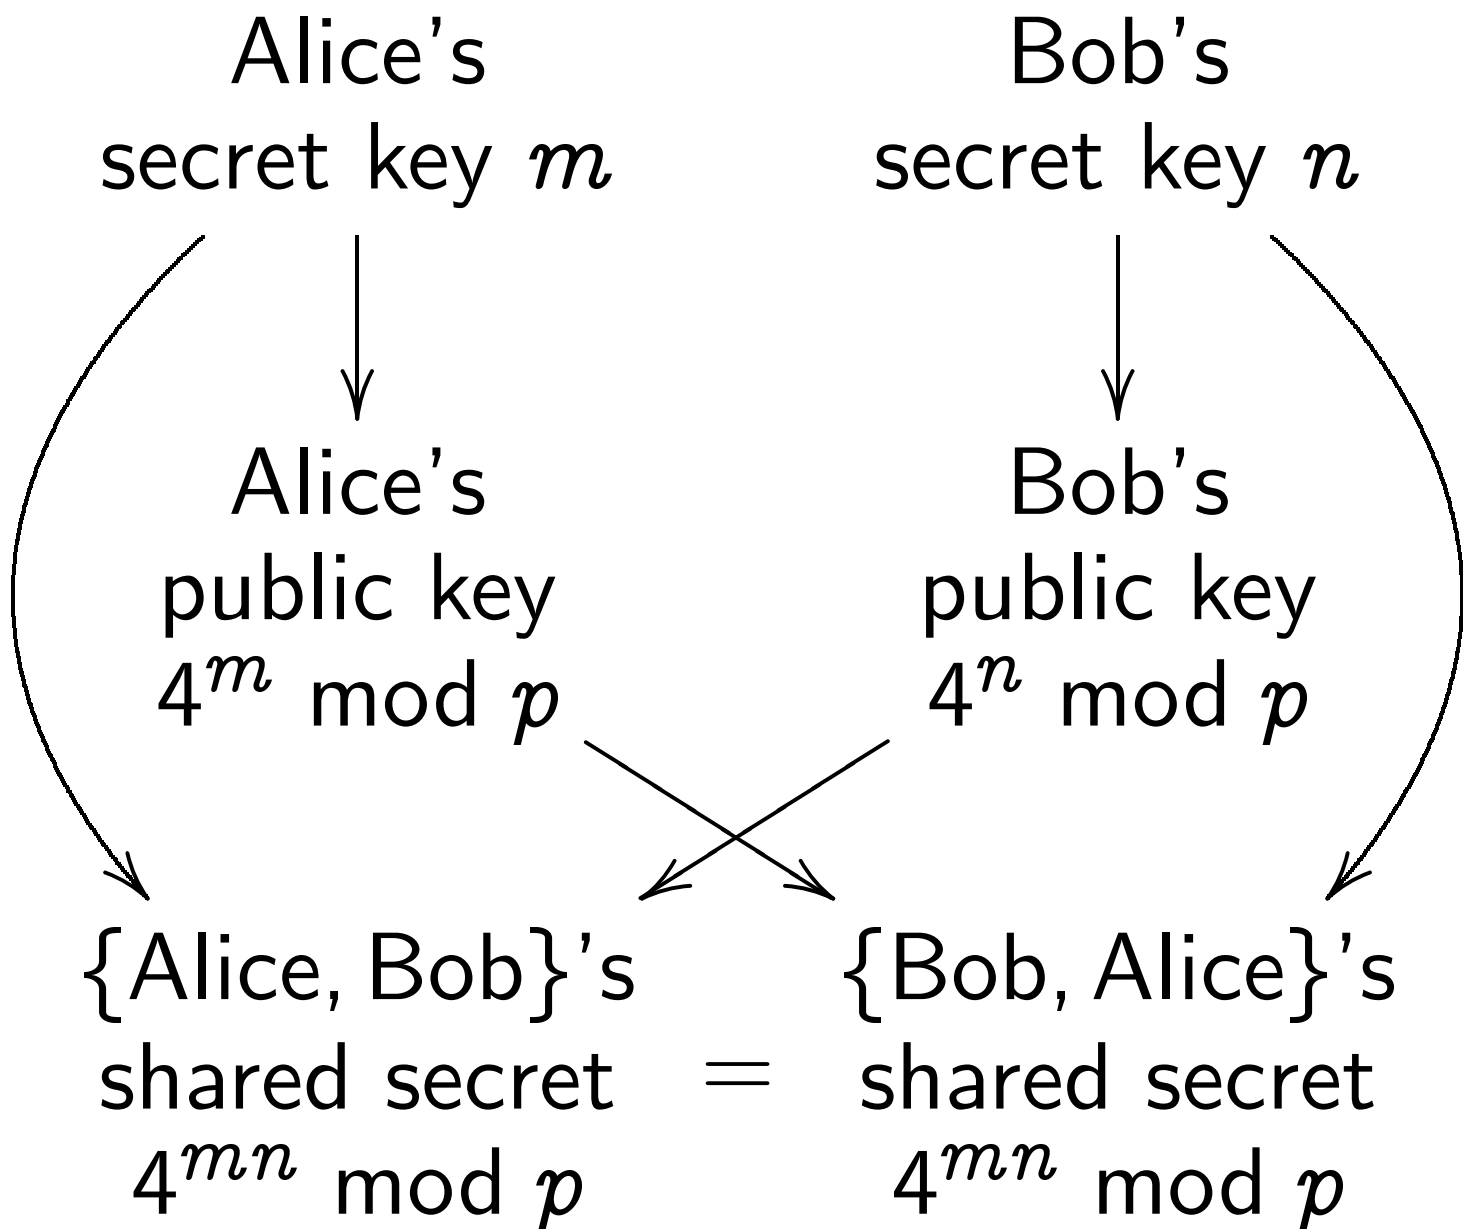 Alice's
secret key m
Bob's
secret key n
Alice's
public key
4^m mod p
Bob's
public key
4^n mod p
{Alice, Bob}'s
shared secret
4^{mn} mod p
=
{Bob, Alice}'s
shared secret
4^{mn} mod p